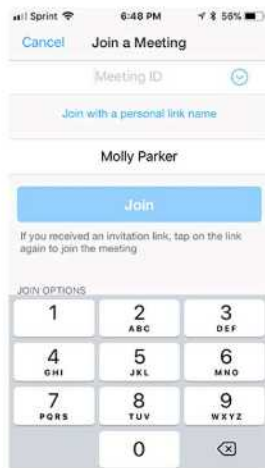 Sprint 6:48 PM 56%
Cancel Join a Meeting
Meeting ID
Join with a personal link name
Molly Parker
Join
If you received an invitation link, tap on the link
again to join the meeting
JOIN OPTIONS
1 2 3
ABC DEF
4 5 6
GHI JKL MNO
7 8 9
PQRS TUV WXYZ
0